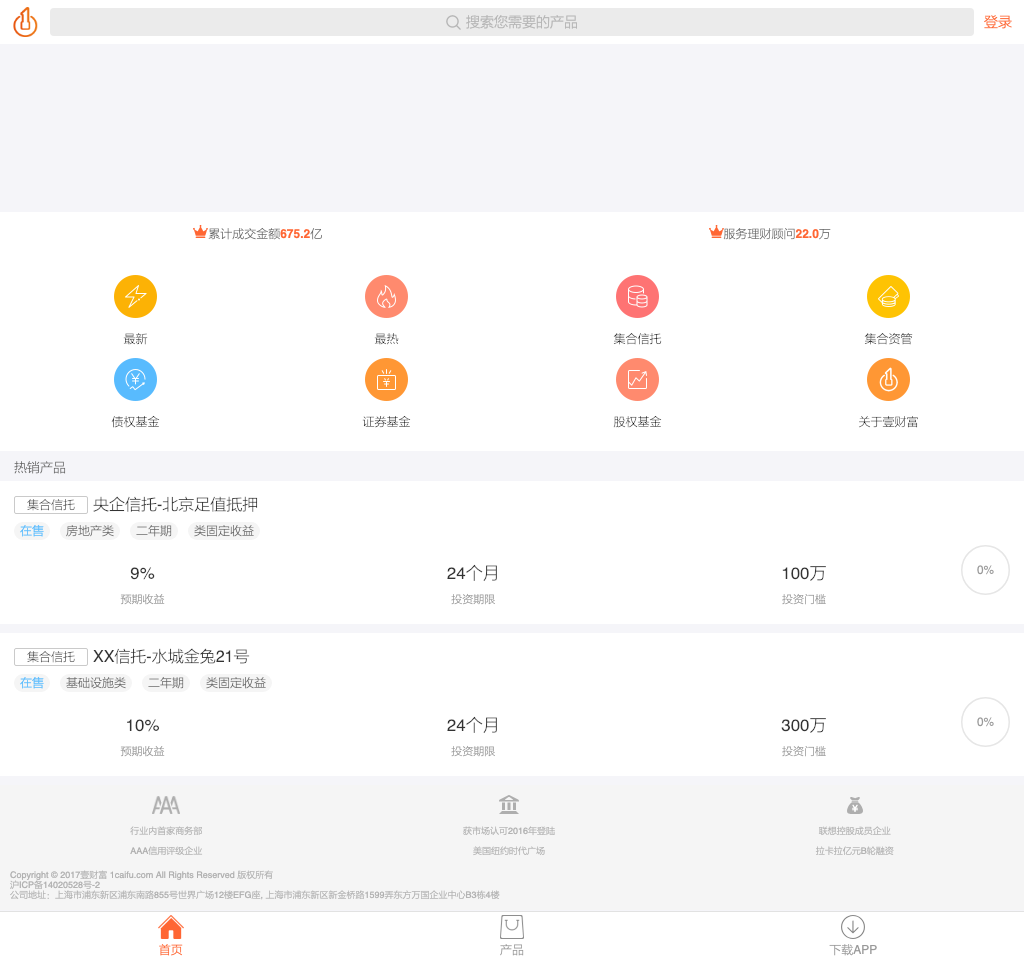 搜索您需要的产品
登录
累计成交金额675.2亿
服务理财顾问22.0万
最新
最热
集合信托
集合资管
债权基金
证券基金
股权基金
关于壹财富
热销产品
集合信托 央企信托-北京足值抵押
在售 房地产类 二年期 类固定收益
9% 24个月 100万
预期收益 投资期限 投资门槛
0%
集合信托 XX信托-水城金兔21号
在售 基础设施类 二年期 类固定收益
10% 24个月 300万
预期收益 投资期限 投资门槛
0%
行业内首家商务部 获市场认可2016年登陆 联想控股成员企业
AAA信用评级企业 美国纽约时代广场 拉卡拉亿元B轮融资
Copyright © 2017壹财富 1caifu.com All Rights Reserved 版权所有
沪ICP备14020528号-2
公司地址：上海市浦东新区浦东南路855号世界广场12楼EFG座, 上海市浦东新区新金桥路1599弄东方万国企业中心B3栋4楼
首页 产品 下载APP